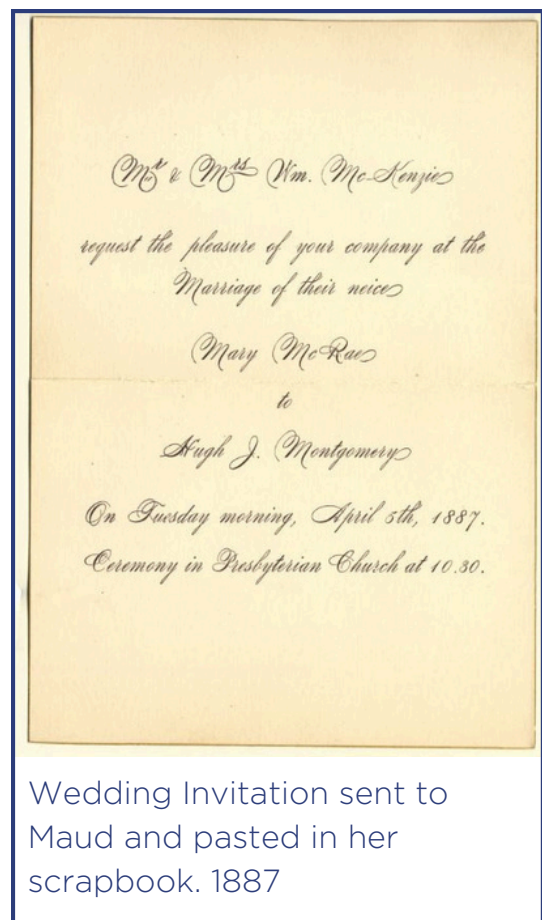 Mr & Mrs Wm. McKenzie
request the pleasure of your company at the
Marriage of their neice
Mary McRae
to
Hugh J. Montgomery
On Tuesday morning, April 5th, 1887.
Ceremony in Presbyterian Church at 10.30.
Wedding Invitation sent to
Maud and pasted in her
scrapbook. 1887